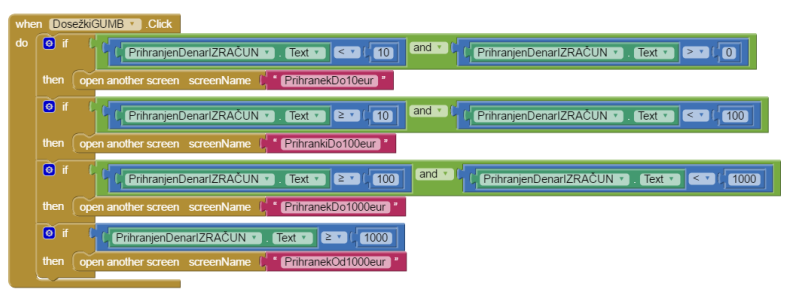 when DosežkiGUMB .Click
do if PrihranjenDenarIZRAČUN . Text < 10 and PrihranjenDenarIZRAČUN . Text > 0
then open another screen screenName " PrihranekDo10eur "
if PrihranjenDenarIZRAČUN . Text ≥ 10 and PrihranjenDenarIZRAČUN . Text < 100
then open another screen screenName " PrihrankiDo100eur "
if PrihranjenDenarIZRAČUN . Text ≥ 100 and PrihranjenDenarIZRAČUN . Text < 1000
then open another screen screenName " PrihranekDo1000eur "
if PrihranjenDenarIZRAČUN . Text ≥ 1000
then open another screen screenName " PrihranekOd1000eur "